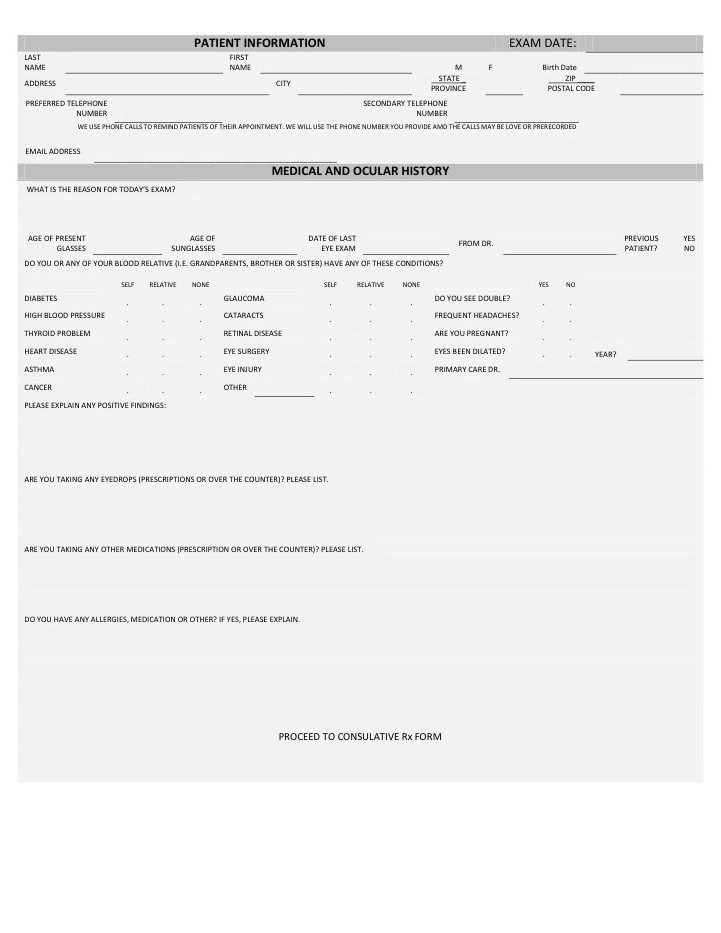 PATIENT INFORMATION EXAM DATE:
LAST NAME FIRST NAME M F Birth Date
ADDRESS CITY STATE PROVINCE ZIP POSTAL CODE
PREFERRED TELEPHONE NUMBER SECONDARY TELEPHONE NUMBER
WE USE PHONE CALLS TO REMIND PATIENTS OF THEIR APPOINTMENT. WE WILL USE THE PHONE NUMBER YOU PROVIDE AMD THE CALLS MAY BE LOVE OR PRERECORDED
EMAIL ADDRESS
MEDICAL AND OCULAR HISTORY
WHAT IS THE REASON FOR TODAY'S EXAM?
AGE OF PRESENT GLASSES AGE OF SUNGLASSES DATE OF LAST EYE EXAM FROM DR. PREVIOUS PATIENT? YES NO
DO YOU OR ANY OF YOUR BLOOD RELATIVE (I.E. GRANDPARENTS, BROTHER OR SISTER) HAVE ANY OF THESE CONDITIONS?
SELF RELATIVE NONE SELF RELATIVE NONE YES NO
DIABETES . . . GLAUCOMA . . . DO YOU SEE DOUBLE? . .
HIGH BLOOD PRESSURE . . . CATARACTS . . . FREQUENT HEADACHES? . .
THYROID PROBLEM . . . RETINAL DISEASE . . . ARE YOU PREGNANT? . .
HEART DISEASE . . . EYE SURGERY . . . EYES BEEN DILATED? . . YEAR?
ASTHMA . . . EYE INJURY . . . PRIMARY CARE DR.
CANCER . . . OTHER . . .
PLEASE EXPLAIN ANY POSITIVE FINDINGS:
ARE YOU TAKING ANY EYEDROPS (PRESCRIPTIONS OR OVER THE COUNTER)? PLEASE LIST.
ARE YOU TAKING ANY OTHER MEDICATIONS (PRESCRIPTION OR OVER THE COUNTER)? PLEASE LIST.
DO YOU HAVE ANY ALLERGIES, MEDICATION OR OTHER? IF YES, PLEASE EXPLAIN.
PROCEED TO CONSULATIVE Rx FORM